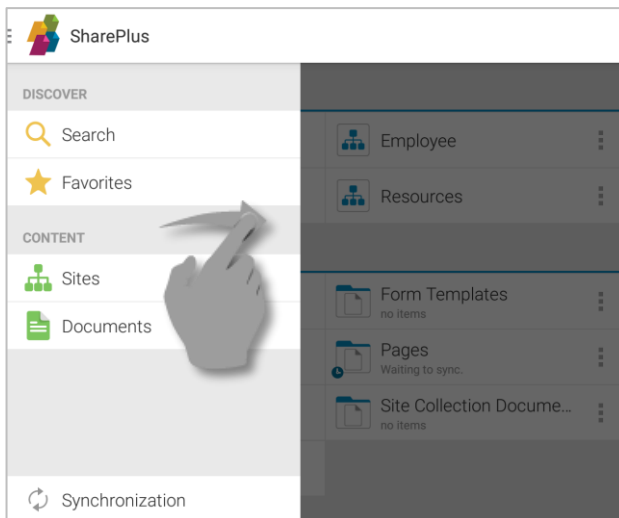 SharePlus
DISCOVER
Search
Favorites
CONTENT
Sites
Documents
Synchronization
Employee
Resources
Form Templates
no items
Pages
Waiting to sync.
Site Collection Docume...
no items